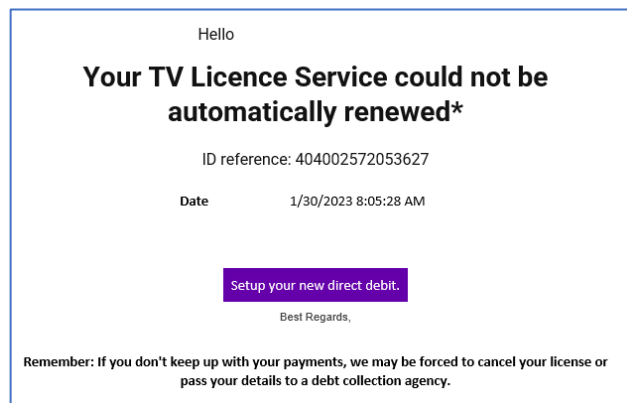 Hello
Your TV Licence Service could not be
automatically renewed*
ID reference: 404002572053627
Date 1/30/2023 8:05:28 AM
Setup your new direct debit.
Best Regards,
Remember: If you don't keep up with your payments, we may be forced to cancel your license or
pass your details to a debt collection agency.